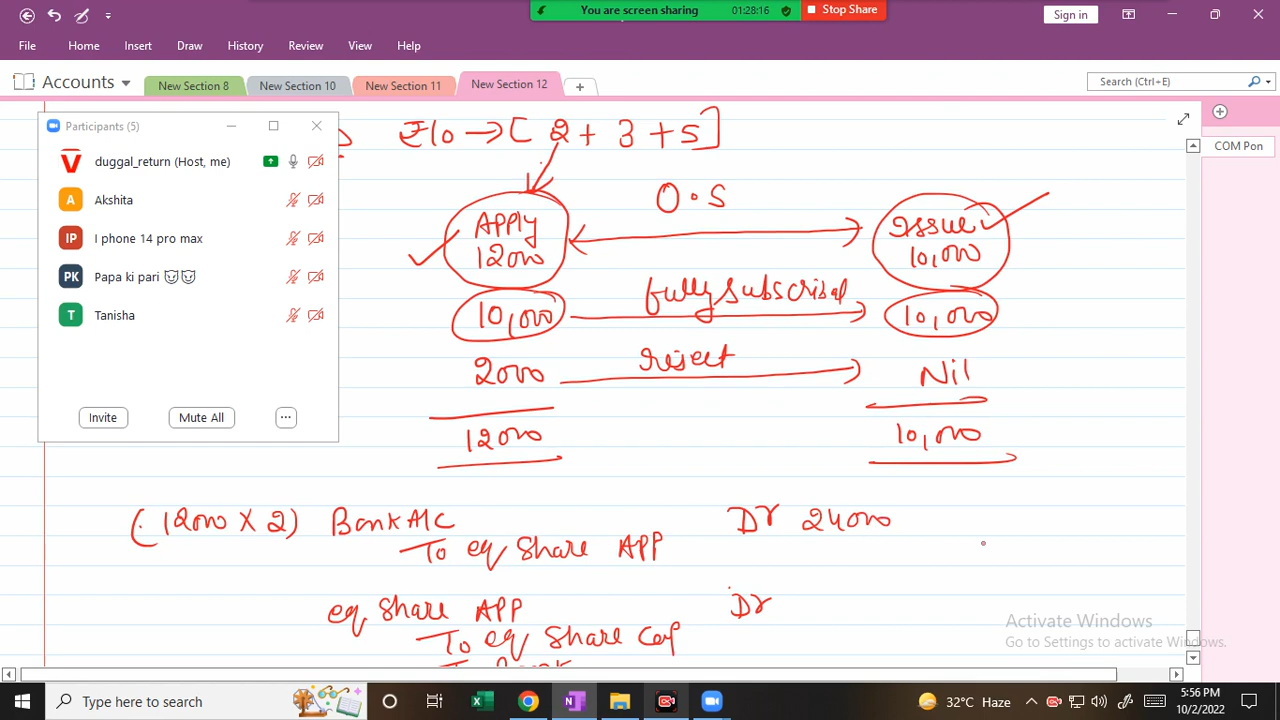 You are screen sharing
01:28:16
Stop Share
Sign in
File Home Insert Draw History Review View Help
Accounts
New Section 8 New Section 10 New Section 11 New Section 12
Search (Ctrl+E)
COM Pon
Participants (5)
duggal_return (Host, me)
A Akshita
IP I phone 14 pro max
PK Papa ki pari 🐱🐱
T Tanisha
Invite Mute All ...
₹10 → [ 2 + 3 + 5 ]
O.S
APPly
12000
Issue
10,000
10,000 fully subscribed 10,000
2000 reject Nil
12000 10,000
(12000 X 2) Bank A/C Dr 24000
To eq share APP
eq share APP Dr
To eq share Cap
To Bank
Activate Windows
Go to Settings to activate Windows.
Type here to search
32°C Haze
5:56 PM
10/2/2022